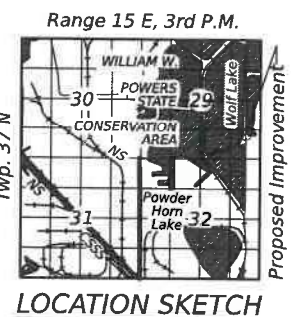 Range 15 E, 3rd P.M.
Twp. 37 N
WILLIAM W.
POWERS
STATE
CONSERVATION
AREA
30
29
Wolf Lake
NS
NS
Powder
Horn
Lake
31
32
Proposed Improvement
LOCATION SKETCH